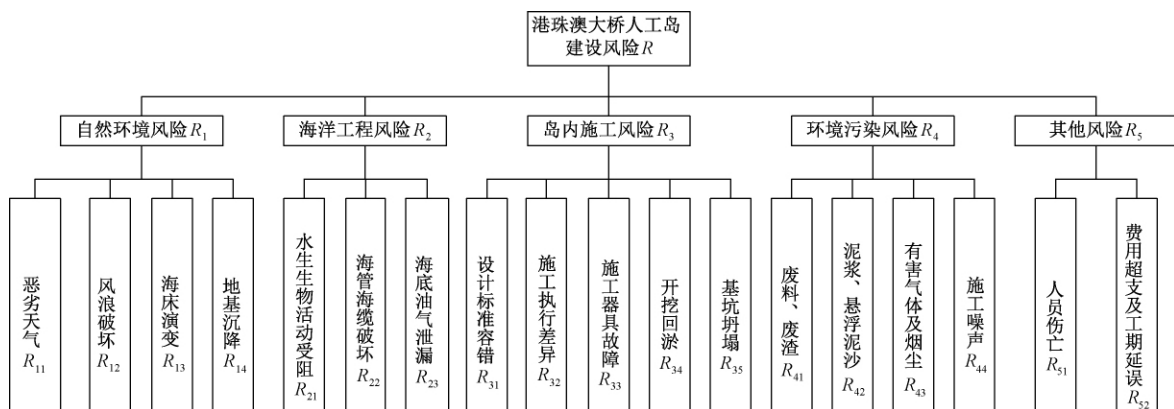 港珠澳大桥人工岛
建设风险R
自然环境风险R₁
海洋工程风险R₂
岛内施工风险R₃
环境污染风险R₄
其他风险R₅
恶劣天气R₁₁
风浪破坏R₁₂
海床演变R₁₃
地基沉降R₁₄
水生生物活动受阻R₂₁
海管海缆破坏R₂₂
海底油气泄漏R₂₃
设计标准容错R₃₁
施工执行差异R₃₂
施工器具故障R₃₃
开挖回淤R₃₄
基坑坍塌R₃₅
废料、废渣R₄₁
泥浆、悬浮泥沙R₄₂
有害气体及烟尘R₄₃
施工噪声R₄₄
人员伤亡R₅₁
费用超支及工期延误R₅₂